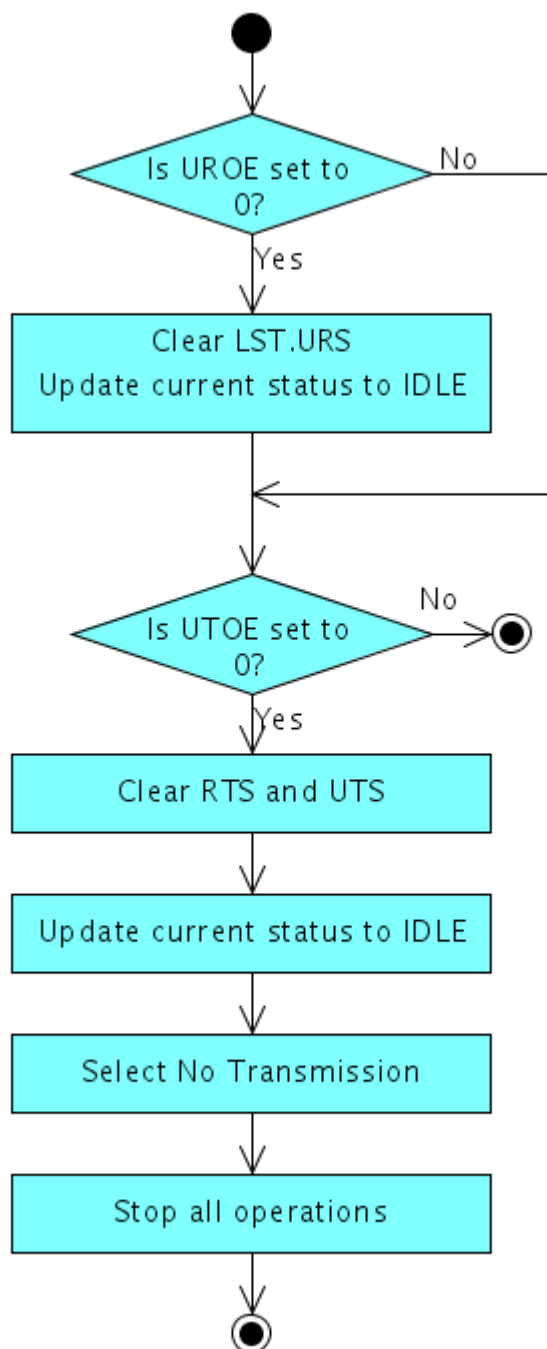 Is UROE set to
0?
No
Yes
Clear LST.URS
Update current status to IDLE
Is UTOE set to
0?
No
Yes
Clear RTS and UTS
Update current status to IDLE
Select No Transmission
Stop all operations